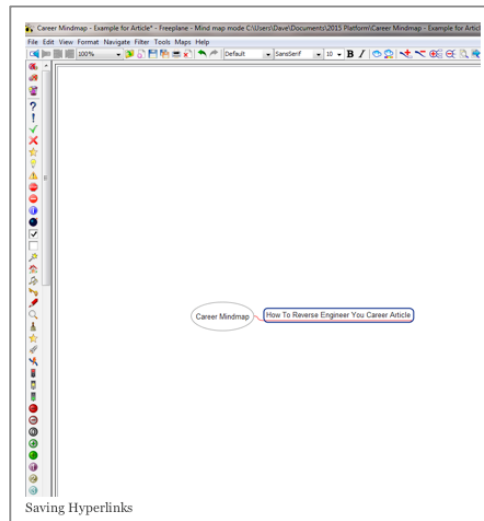 Career Mindmap - Example for Article* - Freeplane - Mind map mode C:\Users\Dave\Documents\2015 Platform\Career Mindmap - Example for Article
File Edit View Format Navigate Filter Tools Maps Help
100% Default SansSerif 10 B I
Career Mindmap
How To Reverse Engineer You Career Article
Saving Hyperlinks